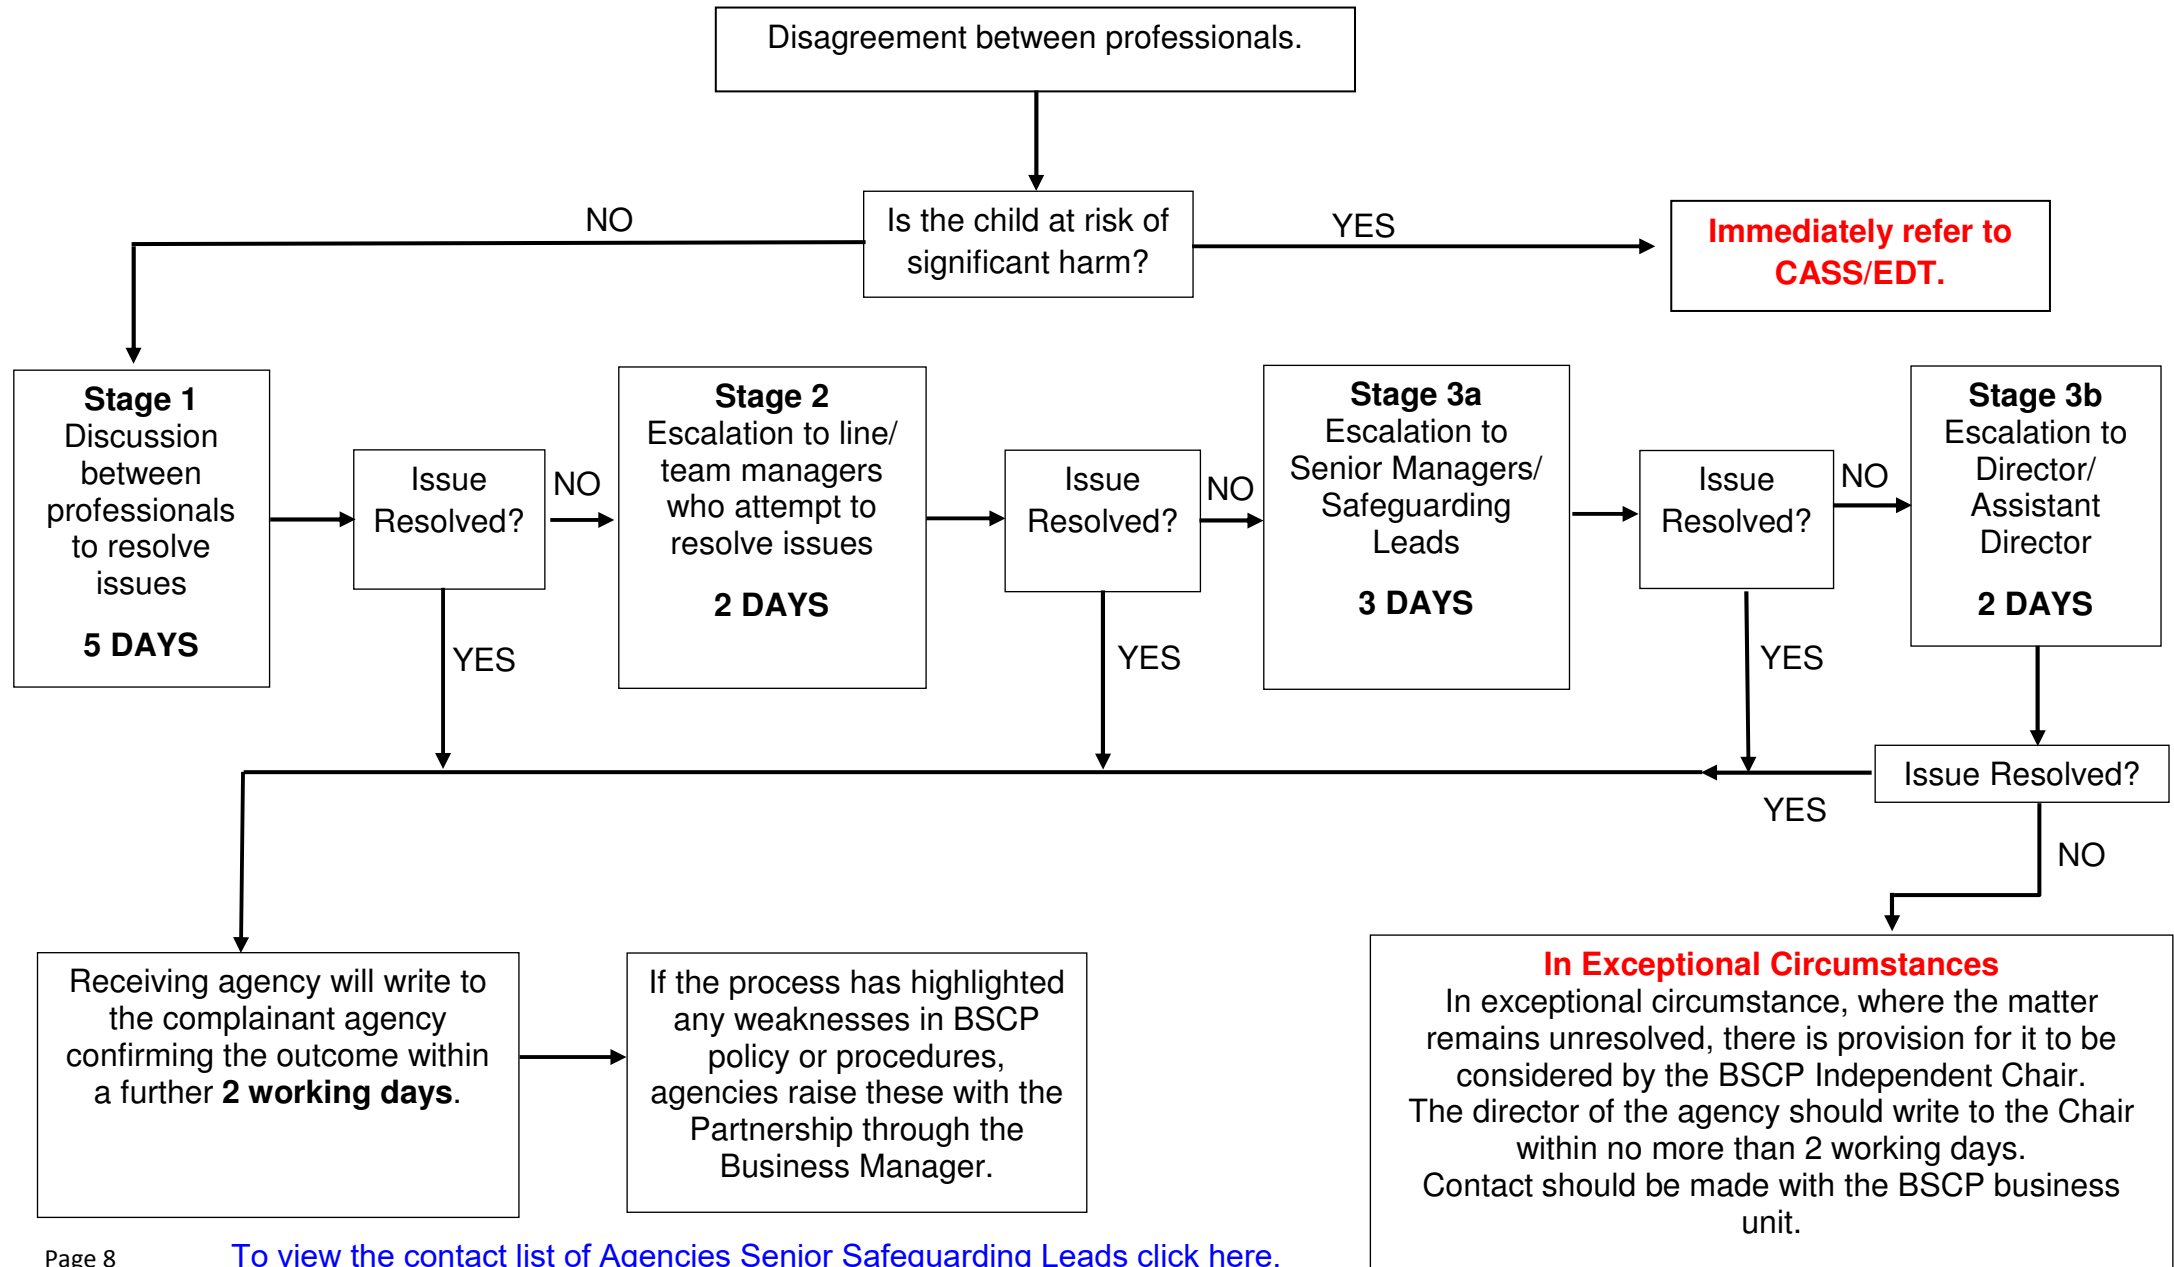 Disagreement between professionals.
NO
Is the child at risk of
significant harm?
YES
Immediately refer to
CASS/EDT.
Stage 1
Discussion
between
professionals
to resolve
issues
5 DAYS
Issue
Resolved?
NO
YES
Stage 2
Escalation to line/
team managers
who attempt to
resolve issues
2 DAYS
Issue
Resolved?
NO
YES
Stage 3a
Escalation to
Senior Managers/
Safeguarding
Leads
3 DAYS
Issue
Resolved?
NO
YES
Stage 3b
Escalation to
Director/
Assistant
Director
2 DAYS
Issue Resolved?
YES
NO
Receiving agency will write to
the complainant agency
confirming the outcome within
a further 2 working days.
If the process has highlighted
any weaknesses in BSCP
policy or procedures,
agencies raise these with the
Partnership through the
Business Manager.
In Exceptional Circumstances
In exceptional circumstance, where the matter
remains unresolved, there is provision for it to be
considered by the BSCP Independent Chair.
The director of the agency should write to the Chair
within no more than 2 working days.
Contact should be made with the BSCP business
unit.
Page 8
To view the contact list of Agencies Senior Safeguarding Leads click here.